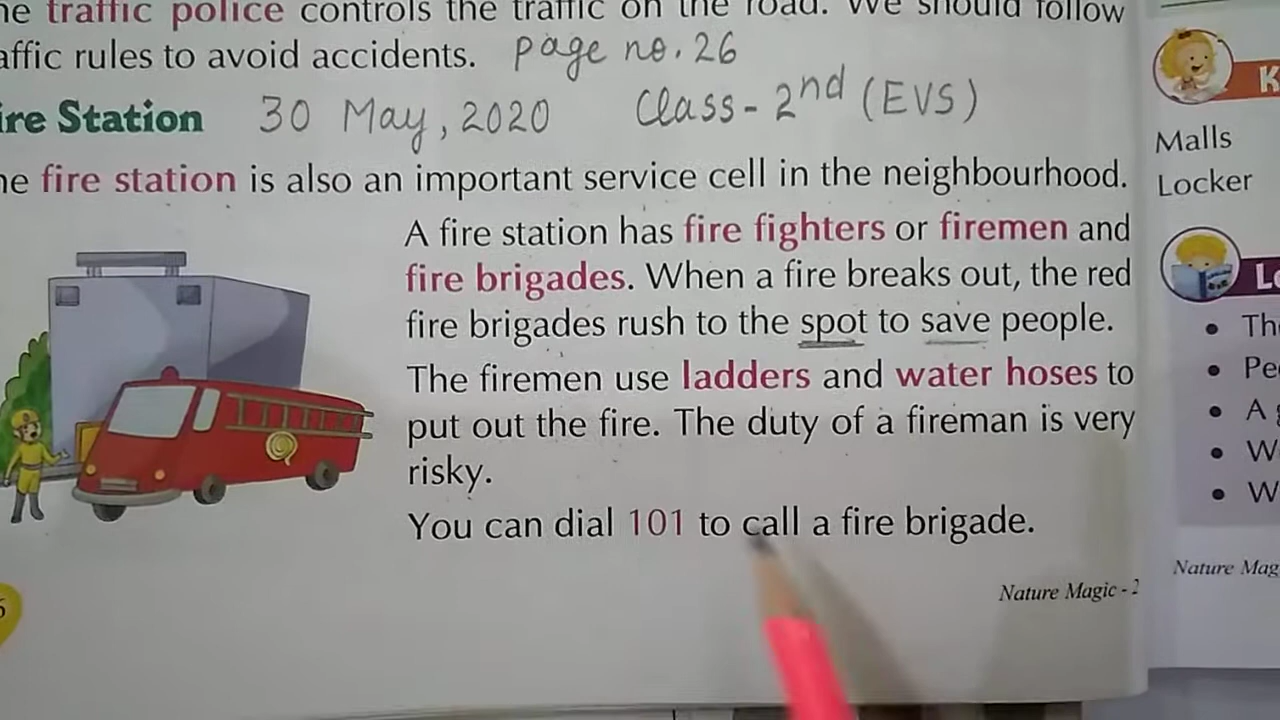 traffic police controls the traffic on the road. We should follow
rules to avoid accidents. page no. 26
Station 30 May, 2020 Class - 2nd (EVS)
fire station is also an important service cell in the neighbourhood.
A fire station has fire fighters or firemen and
fire brigades. When a fire breaks out, the red
fire brigades rush to the spot to save people.
The firemen use ladders and water hoses to
put out the fire. The duty of a fireman is very
risky.
You can dial 101 to call a fire brigade.
Nature Magic - 2
Malls
Locker
A
Nature